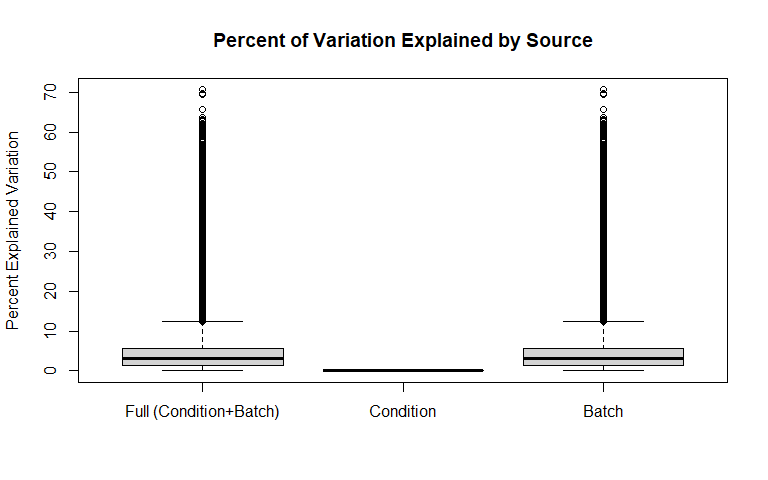 Percent of Variation Explained by Source
Percent Explained Variation
70
60
50
40
30
20
10
0
Full (Condition+Batch)
Condition
Batch